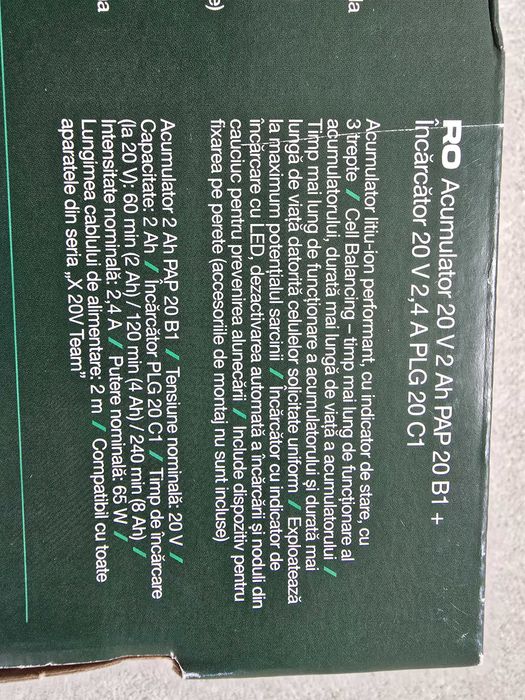 RO Acumulator 20 V 2 Ah PAP 20 B1 +
Încărcător 20 V 2,4 A PLG 20 C1
Acumulator litiu-ion performant, cu indicator de stare, cu
3 trepte / Cell Balancing – timp mai lung de funcționare al
acumulatorului, durată mai lungă de viață a acumulatorului /
Timp mai lung de funcționare a acumulatorului și durată mai
lungă de viață datorită celulelor solicitate uniform / Exploatează
la maximum potențialul sarcinii / Încărcător cu indicator de
încărcare cu LED, dezactivarea automată a încărcării și noduli din
cauciuc pentru prevenirea alunecării / Include dispozitiv pentru
fixarea pe perete (accesoriile de montaj nu sunt incluse)
Acumulator 2 Ah PAP 20 B1 / Tensiune nominală: 20 V /
Capacitate: 2 Ah / Încărcător PLG 20 C1 / Timp de încărcare
(la 20 V): 60 min (2 Ah) / 120 min (4 Ah) / 240 min (8 Ah) /
Intensitate nominală: 2,4 A / Putere nominală: 65 W /
Lungimea cablului de alimentare: 2 m / Compatibil cu toate
aparatele din seria „X 20V Team”